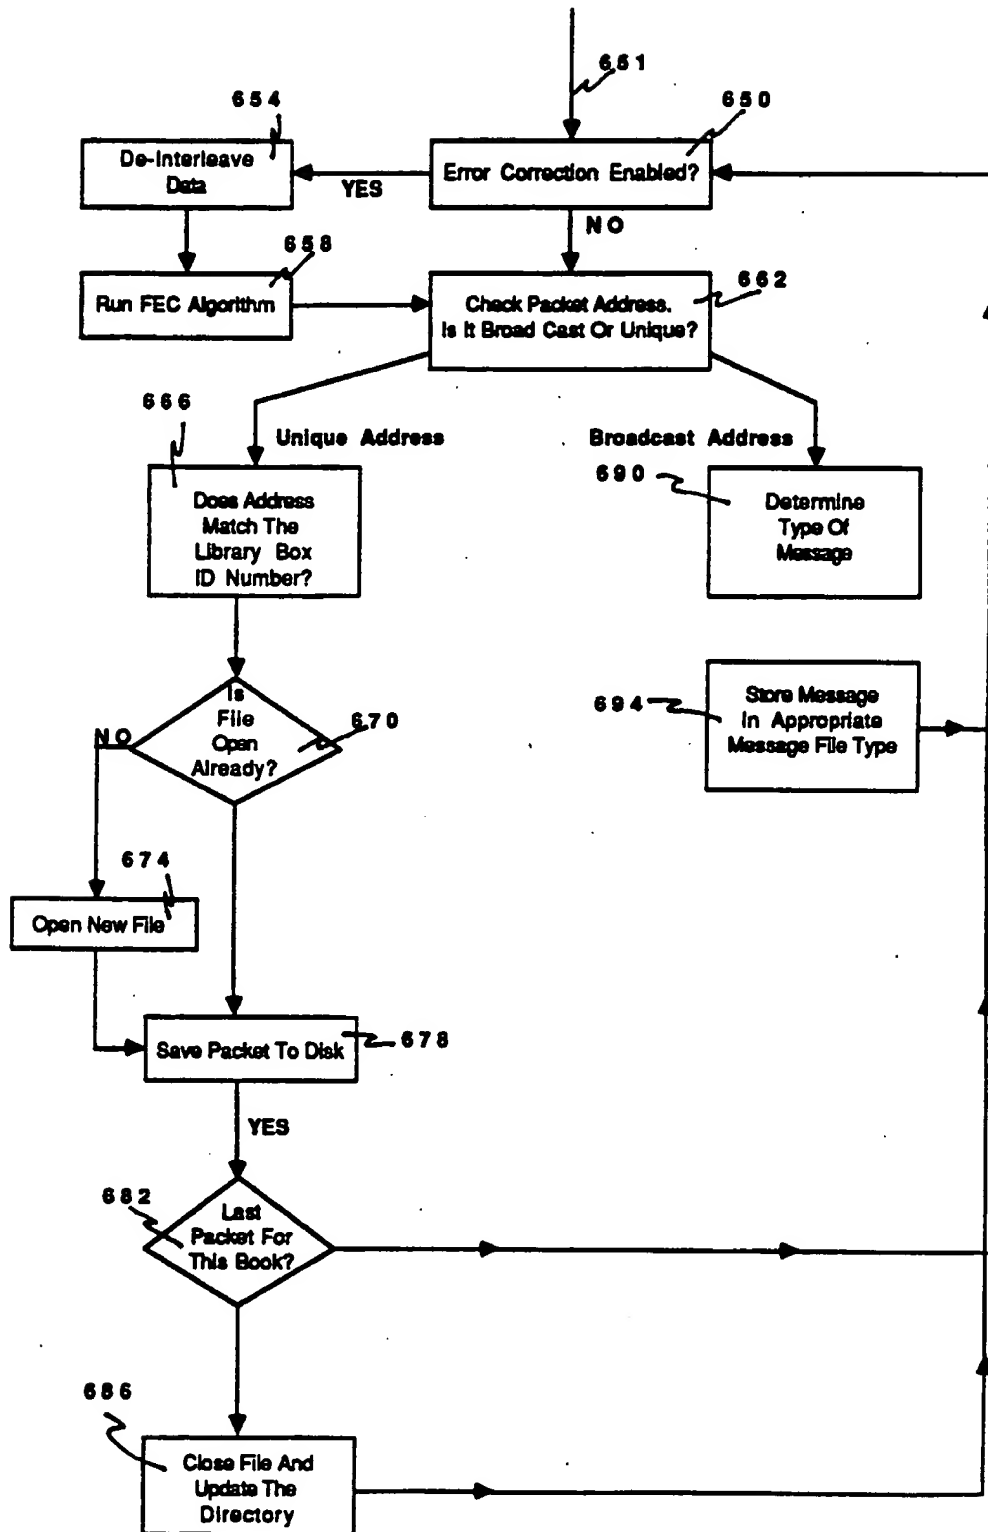 651
654
650
De-Interleave
Data
YES
Error Correction Enabled?
NO
658
662
Run FEC Algorithm
Check Packet Address.
Is It Broad Cast Or Unique?
666
Unique Address
Broadcast Address
690
Does Address
Match The
Library Box
ID Number?
Determine
Type Of
Message
Is
File
Open
Already?
670
NO
694
Store Message
In Appropriate
Message File Type
674
Open New File
Save Packet To Disk
678
YES
682
Last
Packet For
This Book?
686
Close File And
Update The
Directory